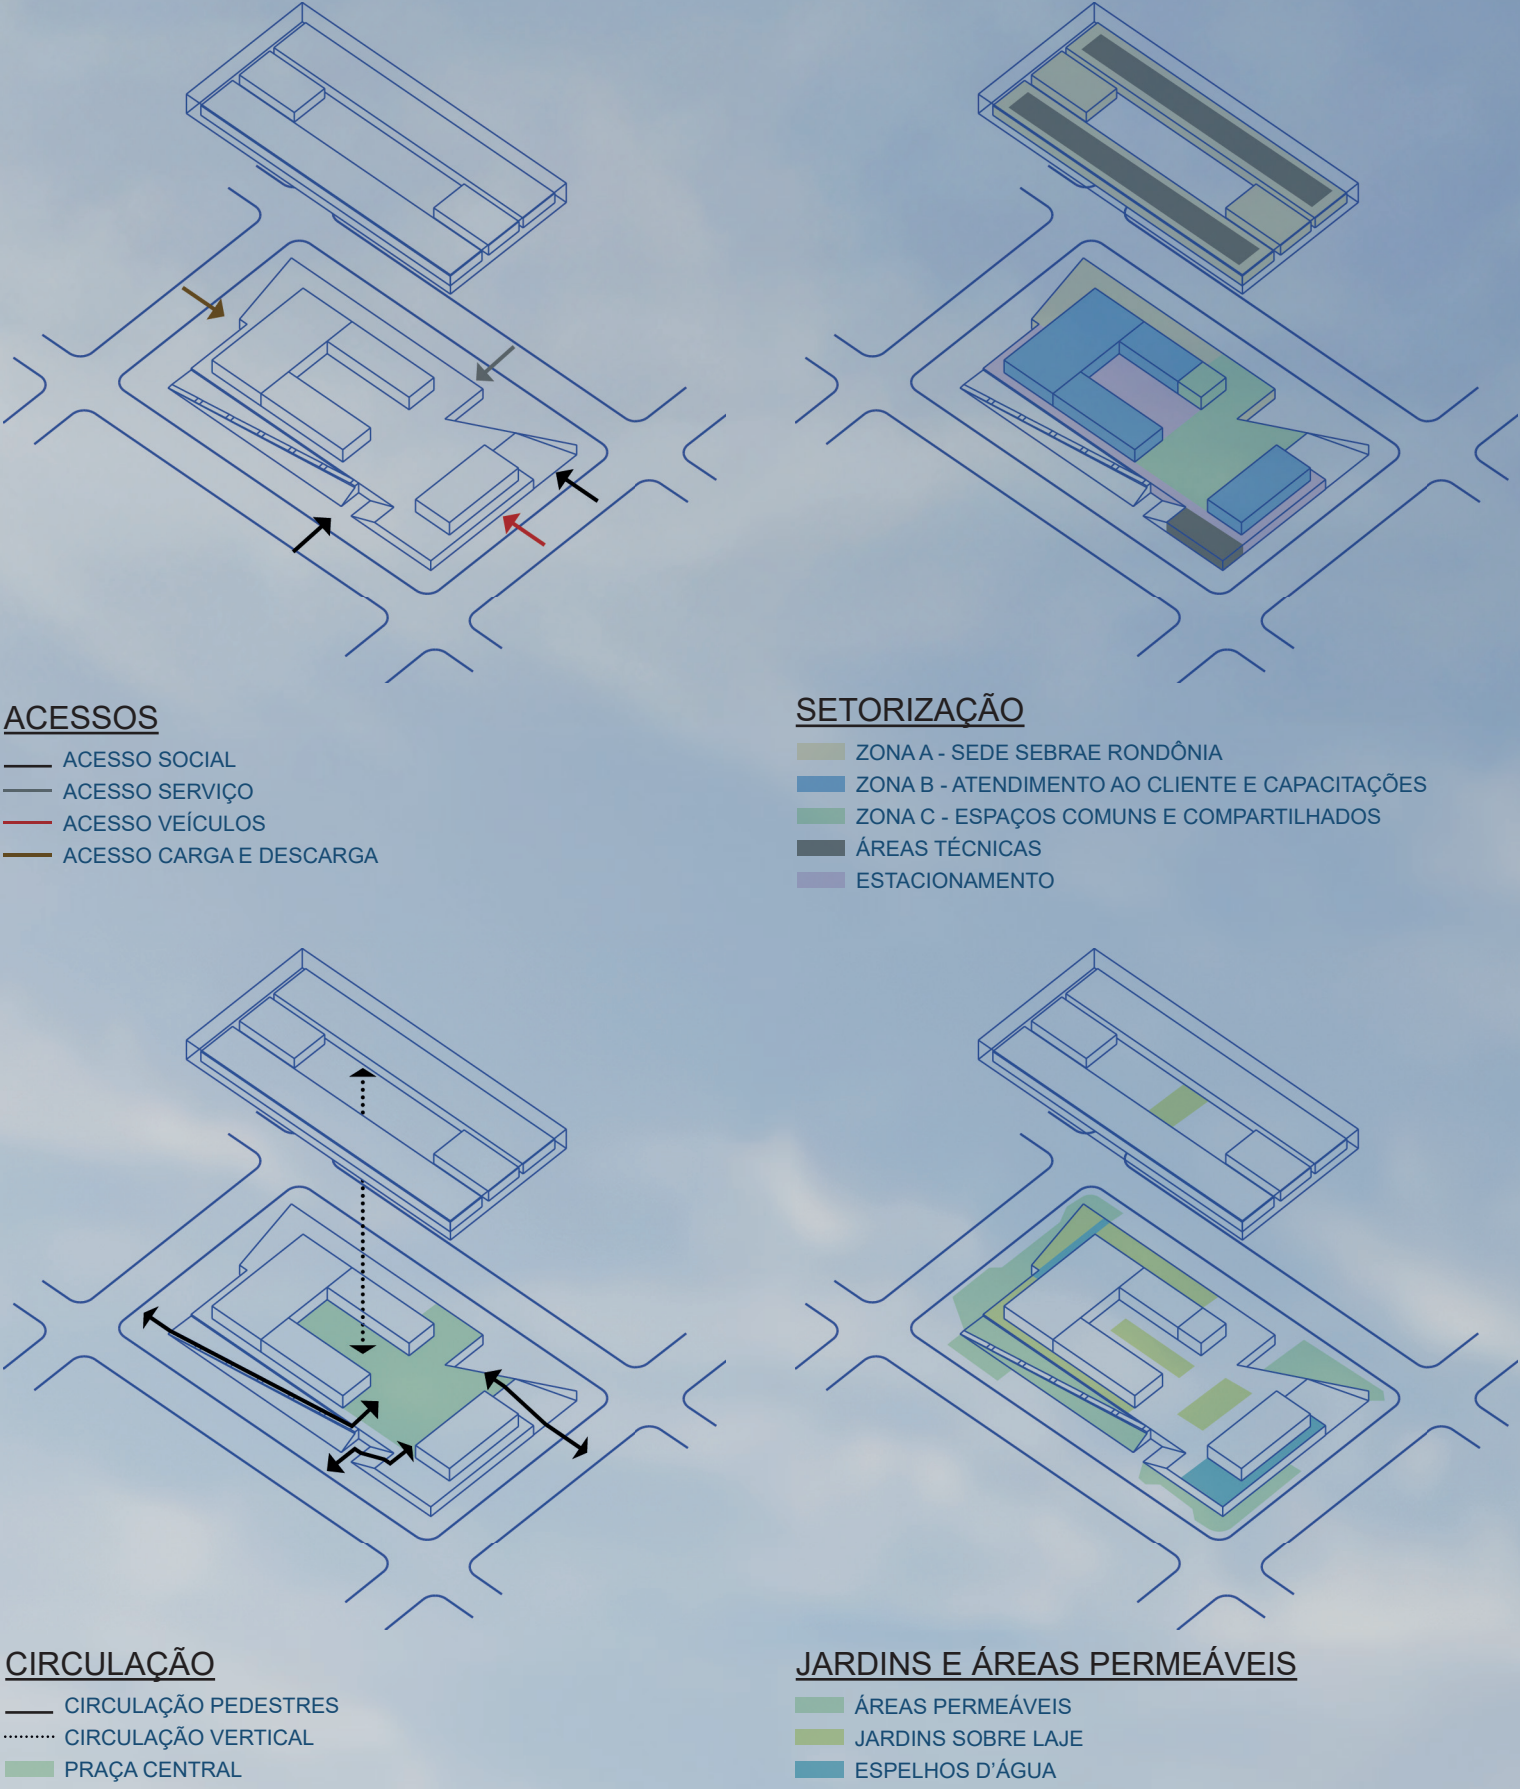 ACESSOS
ACESSO SOCIAL
ACESSO SERVIÇO
ACESSO VEÍCULOS
ACESSO CARGA E DESCARGA
SETORIZAÇÃO
ZONA A - SEDE SEBRAE RONDÔNIA
ZONA B - ATENDIMENTO AO CLIENTE E CAPACITAÇÕES
ZONA C - ESPAÇOS COMUNS E COMPARTILHADOS
ÁREAS TÉCNICAS
ESTACIONAMENTO
CIRCULAÇÃO
CIRCULAÇÃO PEDESTRES
CIRCULAÇÃO VERTICAL
PRAÇA CENTRAL
JARDINS E ÁREAS PERMEÁVEIS
ÁREAS PERMEÁVEIS
JARDINS SOBRE LAJE
ESPELHOS D'ÁGUA